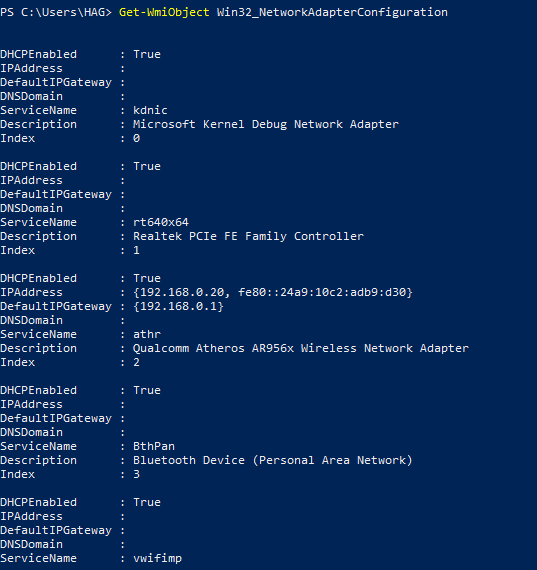 PS C:\Users\HAG> Get-WmiObject Win32_NetworkAdapterConfiguration
DHCPEnabled : True
IPAddress :
DefaultIPGateway :
DNSDomain :
ServiceName : kdnic
Description : Microsoft Kernel Debug Network Adapter
Index : 0
DHCPEnabled : True
IPAddress :
DefaultIPGateway :
DNSDomain :
ServiceName : rt640x64
Description : Realtek PCIe FE Family Controller
Index : 1
DHCPEnabled : True
IPAddress : {192.168.0.20, fe80::24a9:10c2:adb9:d30}
DefaultIPGateway : {192.168.0.1}
DNSDomain :
ServiceName : athr
Description : Qualcomm Atheros AR956x Wireless Network Adapter
Index : 2
DHCPEnabled : True
IPAddress :
DefaultIPGateway :
DNSDomain :
ServiceName : BthPan
Description : Bluetooth Device (Personal Area Network)
Index : 3
DHCPEnabled : True
IPAddress :
DefaultIPGateway :
DNSDomain :
ServiceName : vwifimp